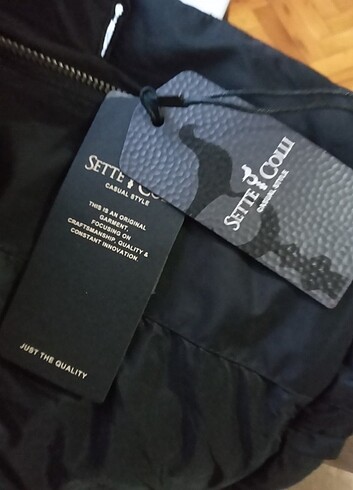 SETTE COLLI
CASUAL STYLE
THIS IS AN ORIGINAL
GARMENT,
FOCUSING ON
CRAFTSMANSHIP, QUALITY &
CONSTANT INNOVATION.
JUST THE QUALITY
SETTE COLLI
CASUAL STYLE